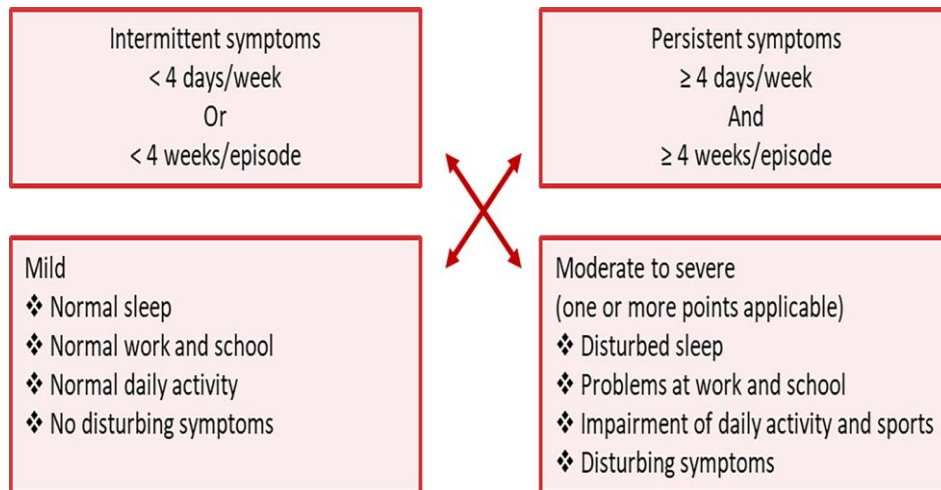 Intermittent symptoms
< 4 days/week
Or
< 4 weeks/episode
Persistent symptoms
≥ 4 days/week
And
≥ 4 weeks/episode
Mild
❖ Normal sleep
❖ Normal work and school
❖ Normal daily activity
❖ No disturbing symptoms
Moderate to severe
(one or more points applicable)
❖ Disturbed sleep
❖ Problems at work and school
❖ Impairment of daily activity and sports
❖ Disturbing symptoms